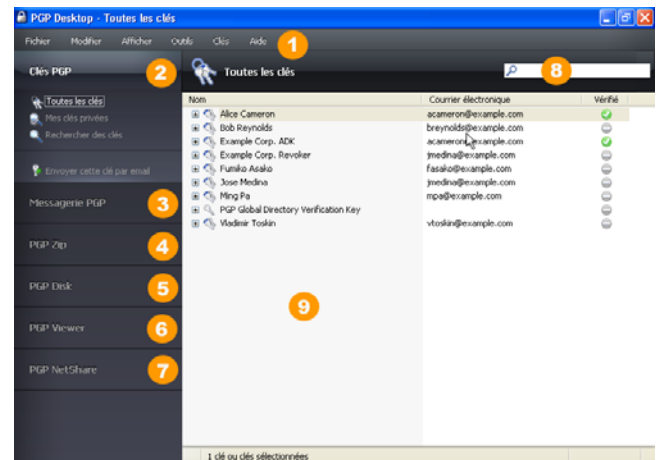 PGP Desktop - Toutes les clés
Fichier Modifier Afficher Outils Clés Aide 1
Clés PGP 2
Toutes les clés 8
Toutes les clés
Mes clés privées
Rechercher des clés
Envoyer cette clé par email
Messagerie PGP 3
PGP Zip 4
PGP Disk 5
PGP Viewer 6
PGP NetShare 7
Nom Courrier électronique Vérifié
Alice Cameron acameron@example.com
Bob Reynolds breynolds@example.com
Example Corp. ADK acameron@example.com
Example Corp. Revoker jmedina@example.com
Fumiko Asako fasako@example.com
Jose Medina jmedina@example.com
Ming Pa mpa@example.com
PGP Global Directory Verification Key
Vladimir Toskin vtoskin@example.com
9
1 clé ou clés sélectionnées